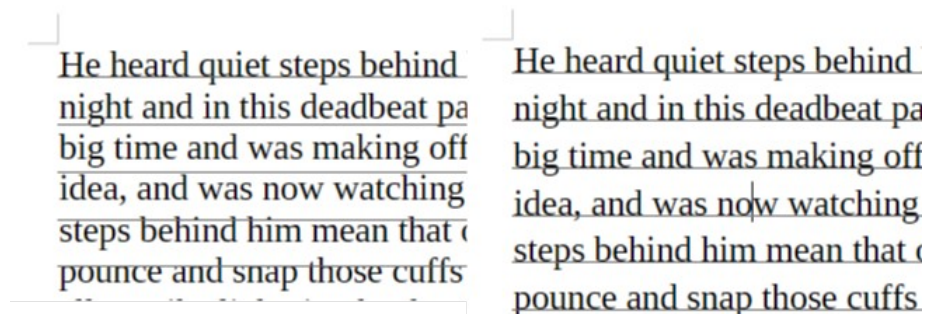 He heard quiet steps behind
night and in this deadbeat pa
big time and was making off
idea, and was now watching
steps behind him mean that
pounce and snap those cuffs
He heard quiet steps behind
night and in this deadbeat pa
big time and was making off
idea, and was now watching
steps behind him mean that
pounce and snap those cuffs